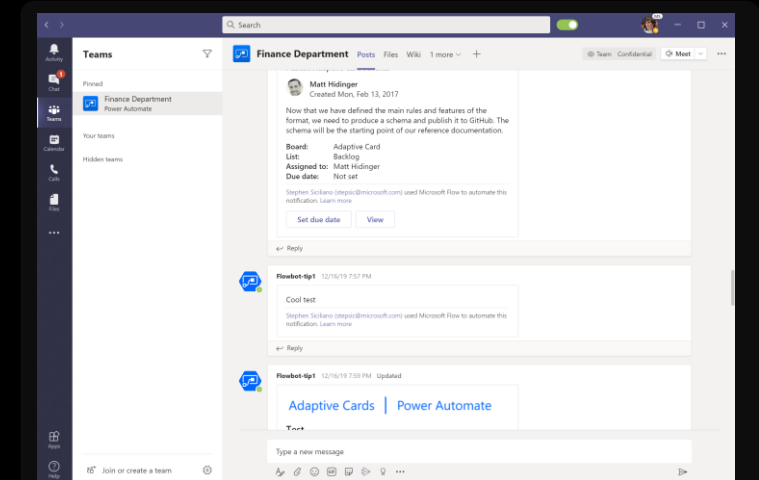 Search
Activity
Chat
1
Teams
Calendar
Calls
Files
Apps
Help
Teams
Pinned
Finance Department
Power Automate
Your teams
Hidden teams
Join or create a team
Finance Department Posts Files Wiki 1 more
Team Confidential
Meet
Matt Hidinger
Created Mon, Feb 13, 2017
Now that we have defined the main rules and features of the
format, we need to produce a schema and publish it to GitHub. The
schema will be the starting point of our reference documentation.
Board: Adaptive Card
List: Backlog
Assigned to: Matt Hidinger
Due date: Not set
Stephen Siciliano (stepsic@microsoft.com) used Microsoft Flow to automate this
notification. Learn more
Set due date View
Reply
Flowbot-tip1 12/16/19 7:57 PM
Cool test
Stephen Siciliano (stepsic@microsoft.com) used Microsoft Flow to automate this
notification. Learn more
Reply
Flowbot-tip1 12/16/19 7:59 PM Updated
Adaptive Cards | Power Automate
Test
Type a new message
GIF